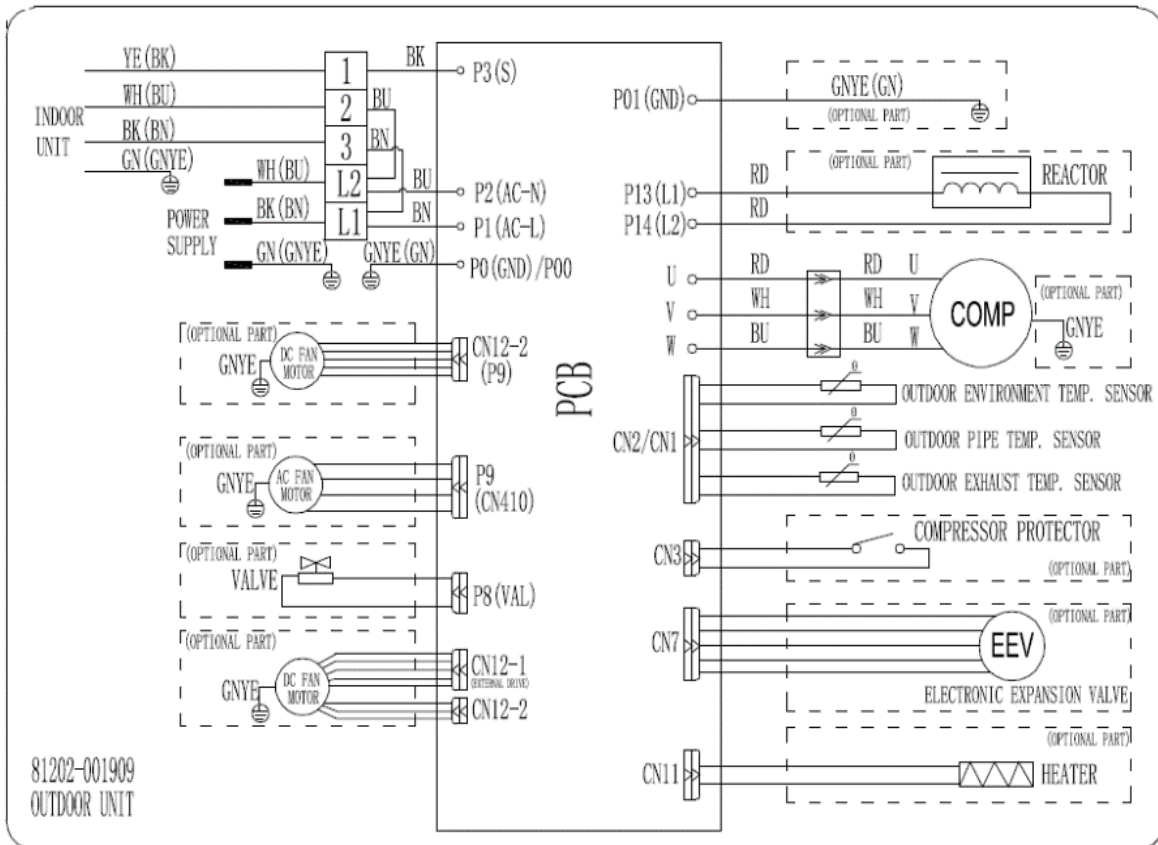 YE(BK)
WH(BU)
BK(BN)
GN(GNYE)
INDOOR
UNIT
1
2
3
L2
L1
BK
BU
BN
BU
BN
P3(S)
P2(AC-N)
P1(AC-L)
P0(GND)/P00
WH(BU)
BK(BN)
GN(GNYE)
GNYE(GN)
POWER
SUPPLY
(OPTIONAL PART)
GNYE
DC FAN
MOTOR
CN12-2
(P9)
(OPTIONAL PART)
GNYE
AC FAN
MOTOR
P9
(CN410)
(OPTIONAL PART)
VALVE
P8(VAL)
(OPTIONAL PART)
GNYE
DC FAN
MOTOR
CN12-1
(EXTERNAL DRIVE)
CN12-2
81202-001909
OUTDOOR UNIT
PCB
P01(GND)
GNYE(GN)
(OPTIONAL PART)
(OPTIONAL PART)
P13(L1)
RD
REACTOR
P14(L2)
RD
U
RD
RD
U
V
WH
WH
V
W
BU
BU
W
COMP
(OPTIONAL PART)
GNYE
CN2/CN1
θ
OUTDOOR ENVIRONMENT TEMP. SENSOR
θ
OUTDOOR PIPE TEMP. SENSOR
θ
OUTDOOR EXHAUST TEMP. SENSOR
CN3
COMPRESSOR PROTECTOR
(OPTIONAL PART)
CN7
(OPTIONAL PART)
EEV
ELECTRONIC EXPANSION VALVE
(OPTIONAL PART)
CN11
HEATER